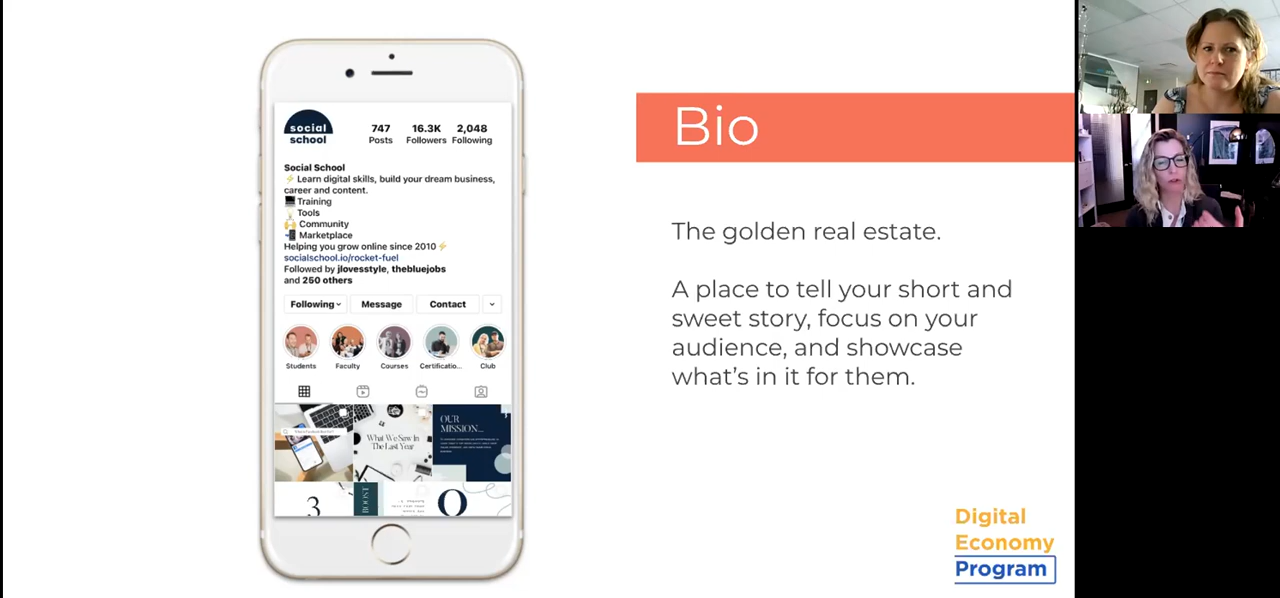 social
school
747
16.3K
2,048
Posts
Followers
Following
Social School
⚡ Learn digital skills, build your dream business,
career and content.
Training
Tools
Community
Marketplace
Helping you grow online since 2010⚡
socialschool.io/rocket-fuel
Followed by jlovesstyle, thebluejobs
and 250 others
Following
Message
Contact
Students
Faculty
Courses
Certificatio...
Club
What We Saw In
The Last Year
OUR
MISSION...
3
BOOST
O
Bio
The golden real estate.
A place to tell your short and
sweet story, focus on your
audience, and showcase
what's in it for them.
Digital
Economy
Program